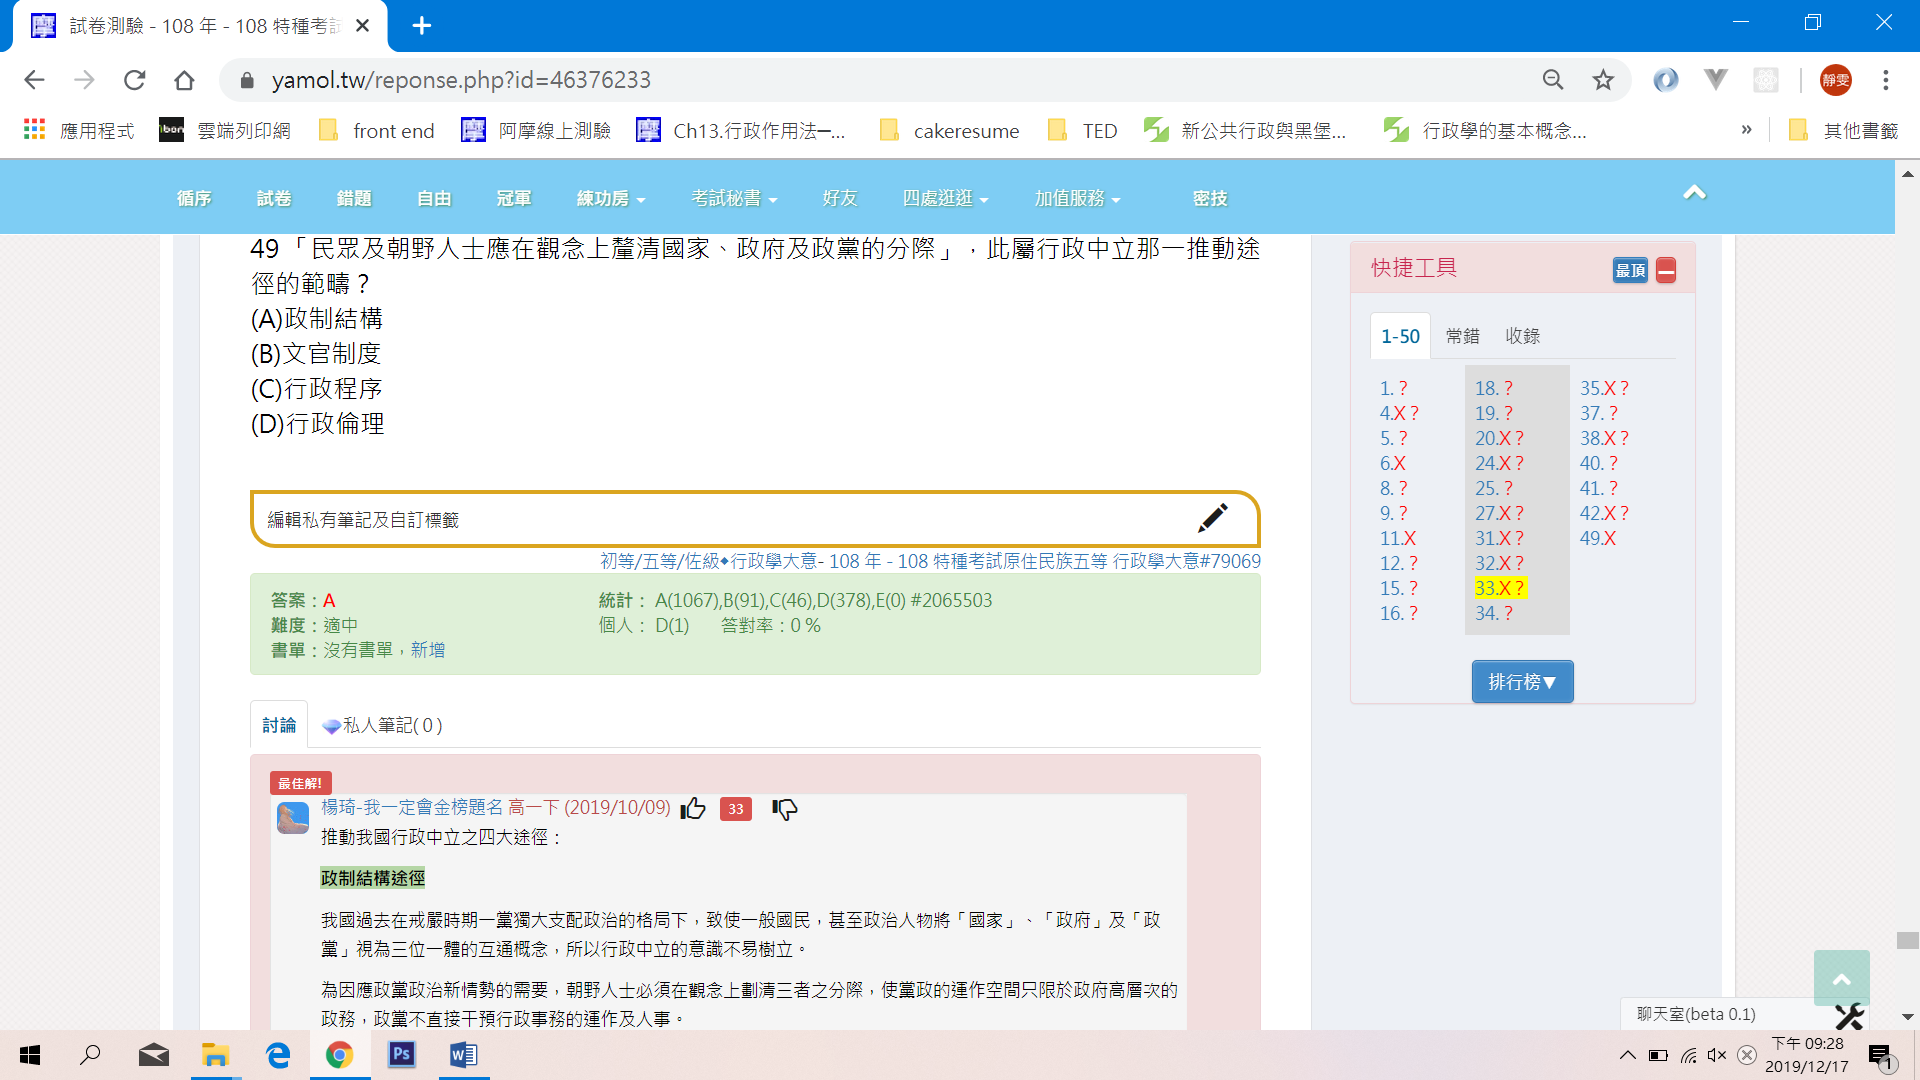 試卷測驗 - 108 年 - 108 特種考
yamol.tw/reponse.php?id=46376233
靜雯
應用程式
ibon
雲端列印網
front end
阿摩線上測驗
Ch13.行政作用法—...
cakeresume
TED
新公共行政與黑堡...
行政學的基本概念...
»
其他書籤
循序
試卷
錯題
自由
冠軍
練功房
考試秘書
好友
四處逛逛
加值服務
密技
49 「民眾及朝野人士應在觀念上釐清國家、政府及政黨的分際」，此屬行政中立那一推動途
徑的範疇？
(A)政制結構
(B)文官制度
(C)行政程序
(D)行政倫理
編輯私有筆記及自訂標籤
初等/五等/佐級◆行政學大意- 108 年 - 108 特種考試原住民族五等 行政學大意#79069
答案：A
難度：適中
書單：沒有書單，新增
統計： A(1067),B(91),C(46),D(378),E(0) #2065503
個人： D(1) 答對率：0 %
討論
私人筆記( 0 )
最佳解!
楊琦-我一定會金榜題名 高一下 (2019/10/09) 33
推動我國行政中立之四大途徑：
政制結構途徑
我國過去在戒嚴時期一黨獨大支配政治的格局下，致使一般國民，甚至政治人物將「國家」、「政府」及「政
黨」視為三位一體的互通概念，所以行政中立的意識不易樹立。
為因應政黨政治新情勢的需要，朝野人士必須在觀念上劃清三者之分際，使黨政的運作空間只限於政府高層次的
政務，政黨不直接干預行政事務的運作及人事。
快捷工具
最頂
1-50
常錯
收錄
1. ?
4.X ?
5. ?
6.X
8. ?
9. ?
11.X
12. ?
15. ?
16. ?
18. ?
19. ?
20.X ?
24.X ?
25. ?
27.X ?
31.X ?
32.X ?
33.X ?
34. ?
35.X ?
37. ?
38.X ?
40. ?
41. ?
42.X ?
49.X
排行榜▼
聊天室(beta 0.1)
Ps
下午 09:28
2019/12/17
1